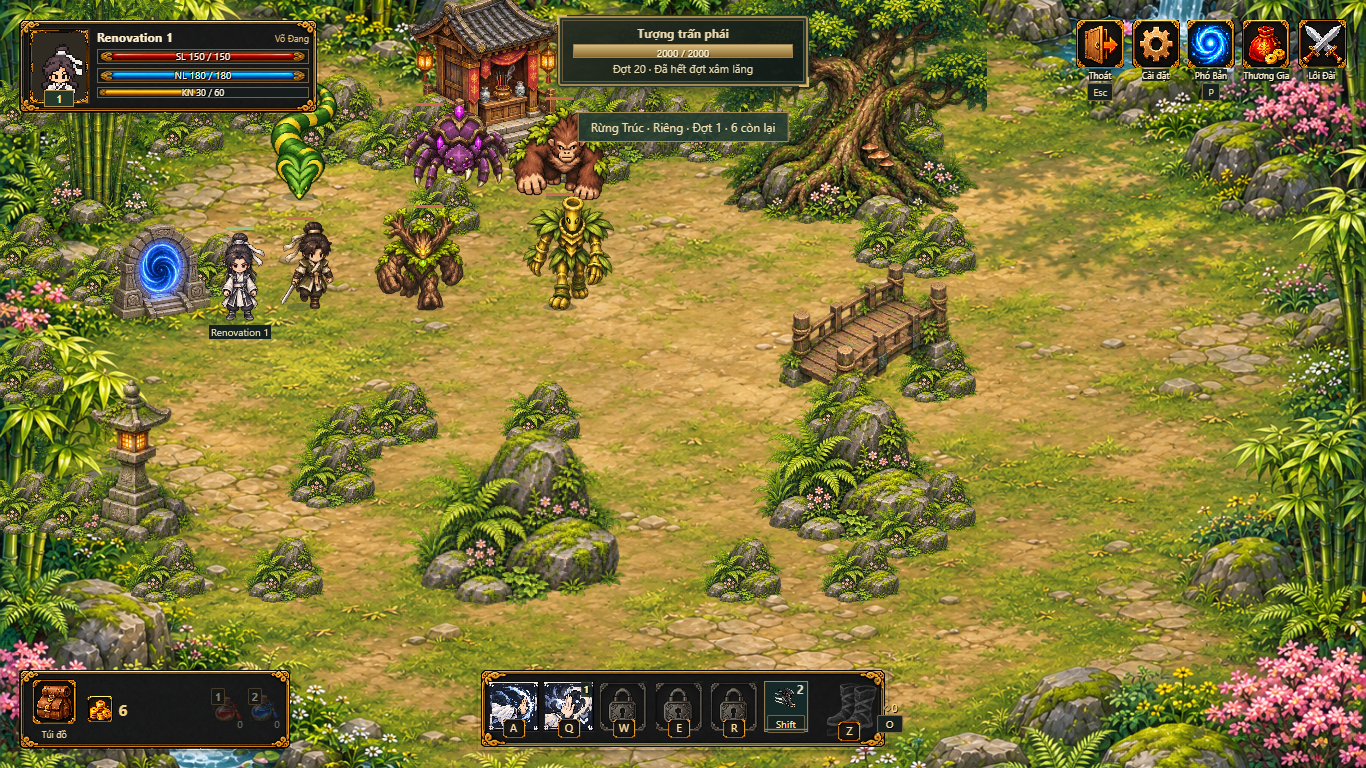 Renovation 1
Võ Đang
SL 150 / 150
NL 180 / 180
KN 30 / 60
1
Tượng trấn phái
2000 / 2000
Đợt 20 · Đã hết đợt xâm lăng
Rừng Trúc · Riêng · Đợt 1 · 6 còn lại
Thoát
Cài đặt
Phó Bản
Thương Gia
Lôi Đài
Esc
P
Renovation 1
6
1
2
0
0
Túi đồ
1
2
A
Q
W
E
R
Shift
Z
O